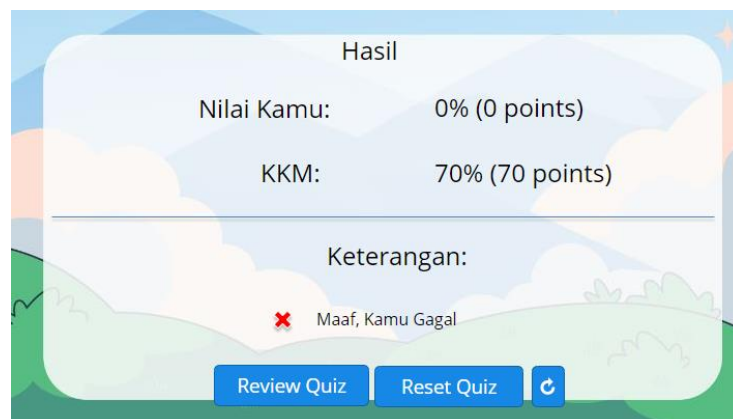 Hasil
Nilai Kamu: 0% (0 points)
KKM: 70% (70 points)
Keterangan:
Maaf, Kamu Gagal
Review Quiz Reset Quiz